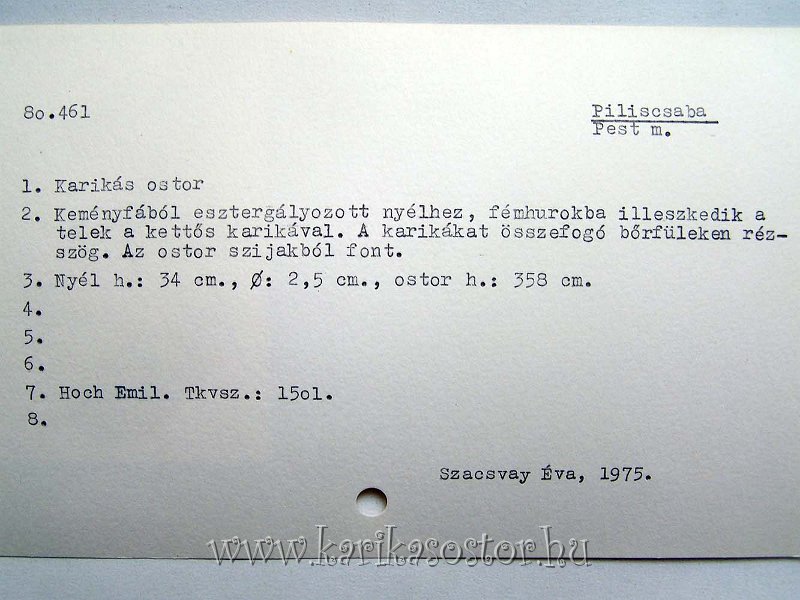 8o.461
Piliscsaba
Pest m.
1. Karikás ostor
2. Keményfából esztergályozott nyélhez, fémhurokba illeszkedik a
telek a kettős karikával. A karikákat összefogó bőrfüleken réz-
szög. Az ostor szijakból font.
3. Nyél h.: 34 cm., Ø: 2,5 cm., ostor h.: 358 cm.
4.
5.
6.
7. Hoch Emil. Tkvsz.: 15ol.
8.
Szacsvay Éva, 1975.
www.karikasostor.hu